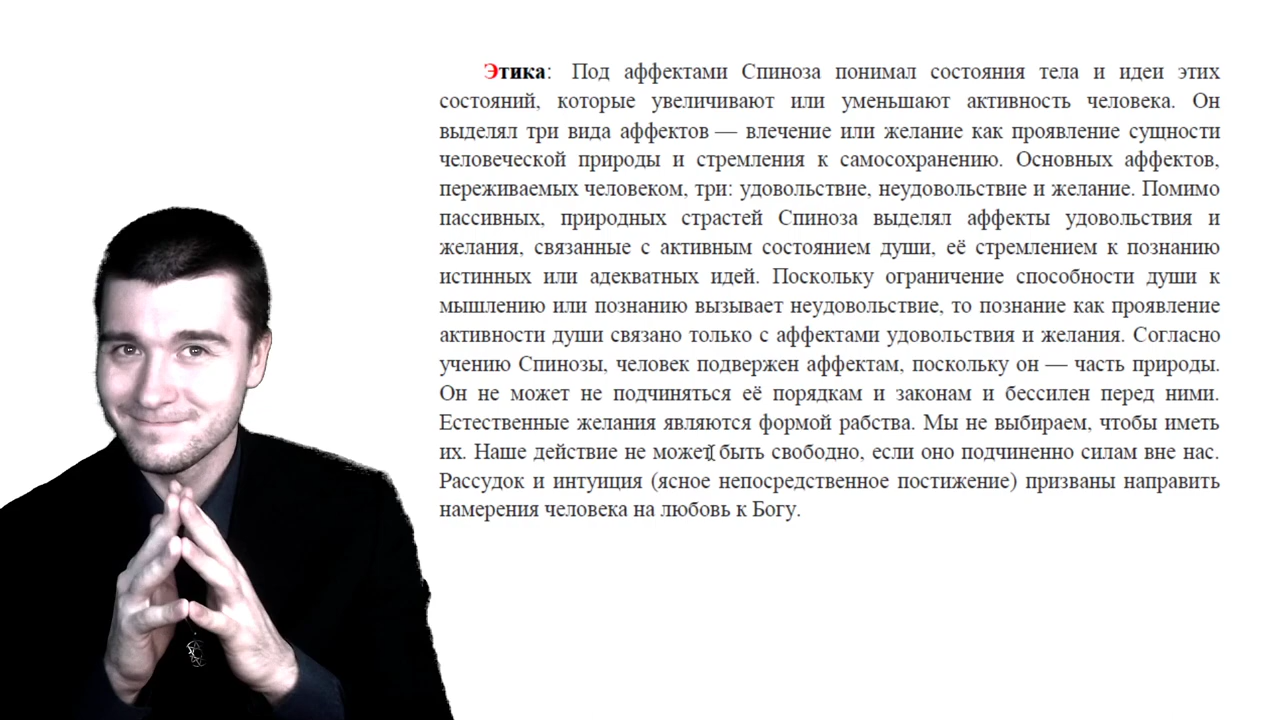 Этика: Под аффектами Спиноза понимал состояния тела и идеи этих
состояний, которые увеличивают или уменьшают активность человека. Он
выделял три вида аффектов — влечение или желание как проявление сущности
человеческой природы и стремления к самосохранению. Основных аффектов,
переживаемых человеком, три: удовольствие, неудовольствие и желание. Помимо
пассивных, природных страстей Спиноза выделял аффекты удовольствия и
желания, связанные с активным состоянием души, её стремлением к познанию
истинных или адекватных идей. Поскольку ограничение способности души к
мышлению или познанию вызывает неудовольствие, то познание как проявление
активности души связано только с аффектами удовольствия и желания. Согласно
учению Спинозы, человек подвержен аффектам, поскольку он — часть природы.
Он не может не подчиняться её порядкам и законам и бессилен перед ними.
Естественные желания являются формой рабства. Мы не выбираем, чтобы иметь
их. Наше действие не может быть свободно, если оно подчиненно силам вне нас.
Рассудок и интуиция (ясное непосредственное постижение) призваны направить
намерения человека на любовь к Богу.